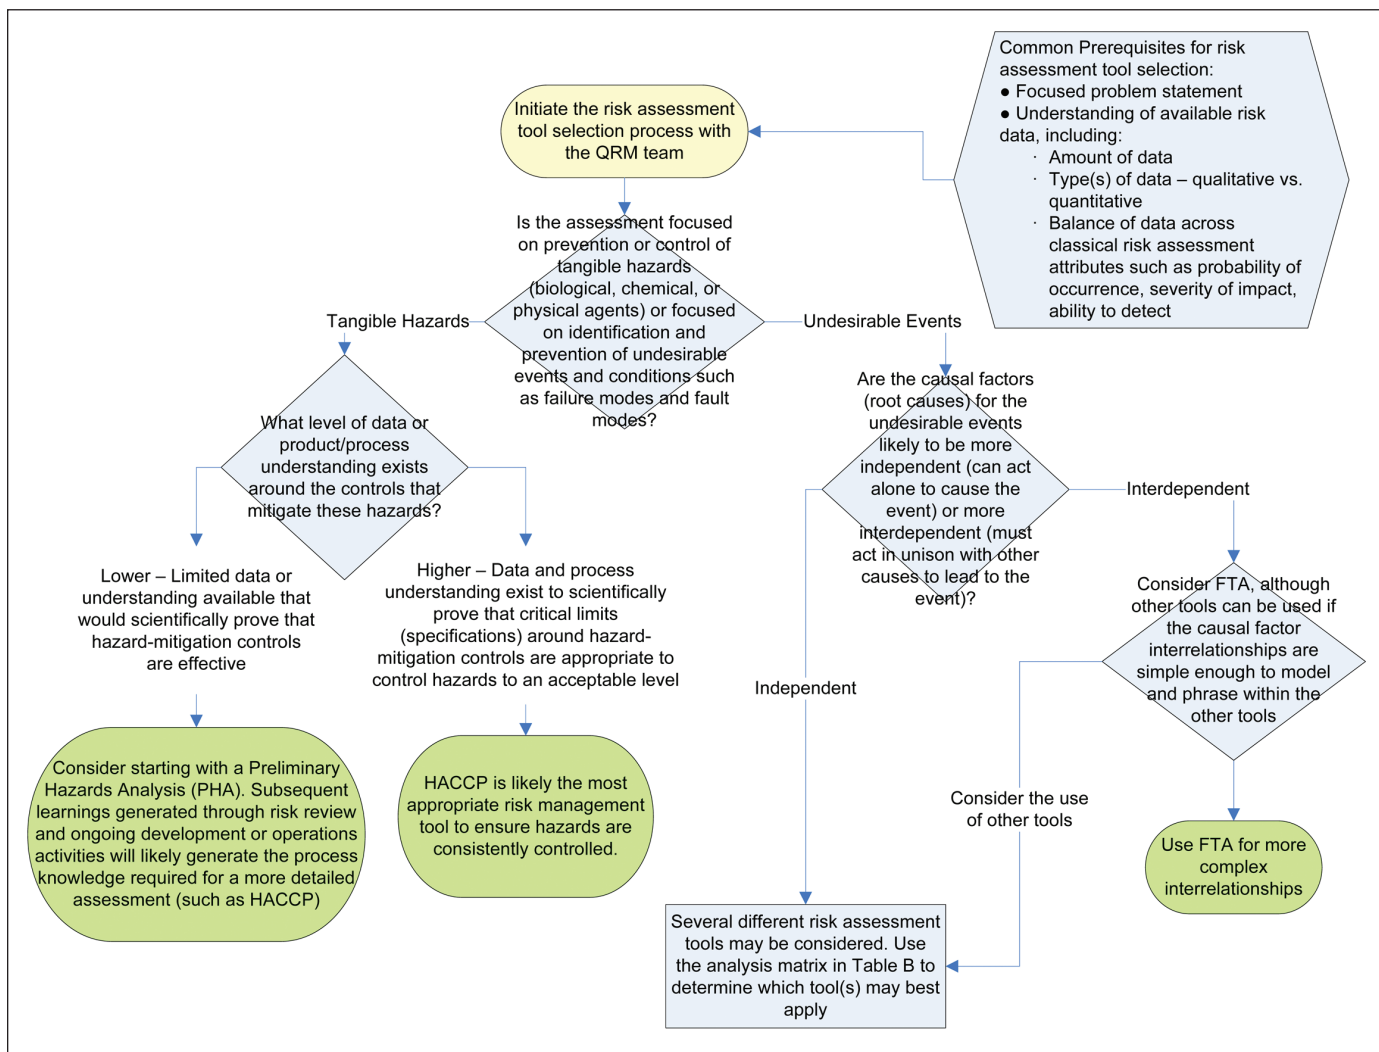 Common Prerequisites for risk
assessment tool selection:
● Focused problem statement
● Understanding of available risk
data, including:
· Amount of data
· Type(s) of data – qualitative vs.
quantitative
· Balance of data across
classical risk assessment
attributes such as probability of
occurrence, severity of impact,
ability to detect
Initiate the risk assessment
tool selection process with
the QRM team
Is the assessment focused
on prevention or control of
tangible hazards
(biological, chemical, or
physical agents) or focused
on identification and
prevention of undesirable
events and conditions such
as failure modes and fault
modes?
Tangible Hazards
Undesirable Events
What level of data or
product/process
understanding exists
around the controls that
mitigate these hazards?
Are the causal factors
(root causes) for the
undesirable events
likely to be more
independent (can act
alone to cause the
event) or more
interdependent (must
act in unison with other
causes to lead to the
event)?
Interdependent
Lower – Limited data or
understanding available that
would scientifically prove that
hazard-mitigation controls
are effective
Higher – Data and process
understanding exist to scientifically
prove that critical limits
(specifications) around hazard-
mitigation controls are appropriate to
control hazards to an acceptable level
Consider FTA, although
other tools can be used if
the causal factor
interrelationships are
simple enough to model
and phrase within the
other tools
Independent
Consider starting with a Preliminary
Hazards Analysis (PHA). Subsequent
learnings generated through risk review
and ongoing development or operations
activities will likely generate the process
knowledge required for a more detailed
assessment (such as HACCP)
HACCP is likely the most
appropriate risk management
tool to ensure hazards are
consistently controlled.
Consider the use
of other tools
Use FTA for more
complex
interrelationships
Several different risk assessment
tools may be considered. Use
the analysis matrix in Table B to
determine which tool(s) may best
apply